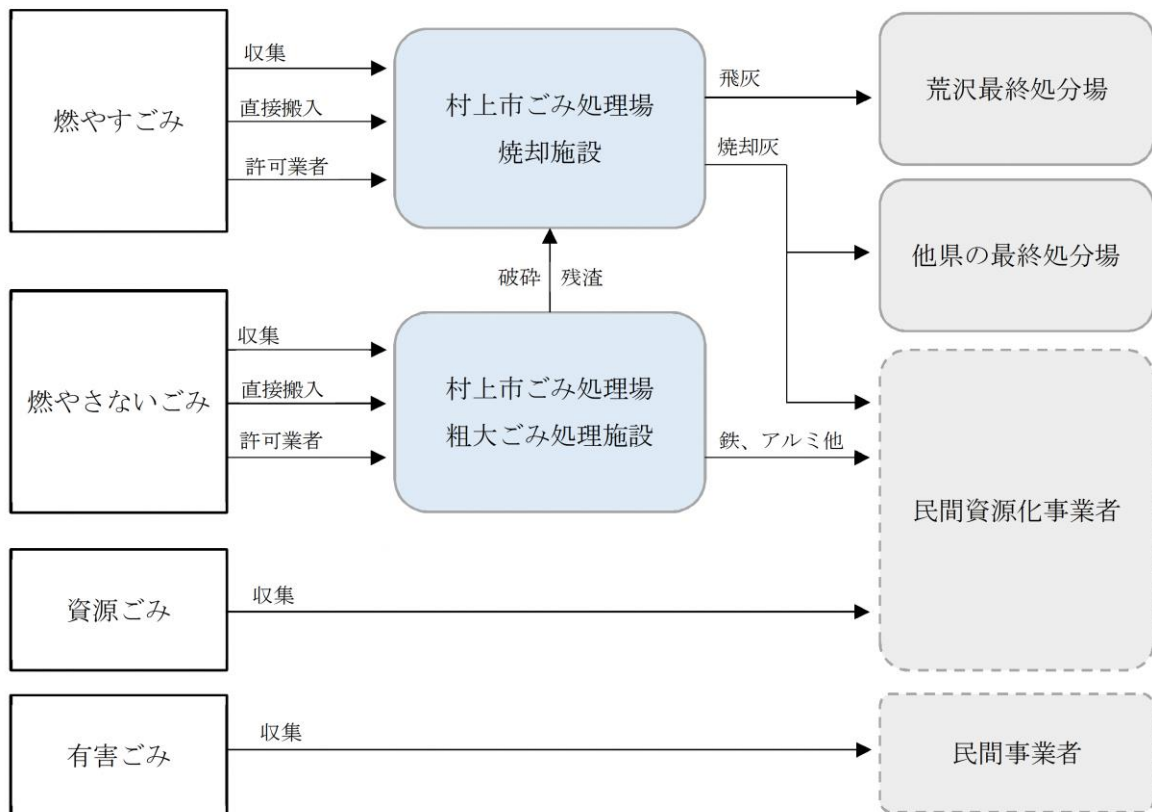 燃やすごみ
収集
直接搬入
許可業者
村上市ごみ処理場
焼却施設
飛灰
焼却灰
荒沢最終処分場
他県の最終処分場
破砕 残渣
燃やさないごみ
収集
直接搬入
許可業者
村上市ごみ処理場
粗大ごみ処理施設
鉄、アルミ他
民間資源化事業者
資源ごみ
収集
有害ごみ
収集
民間事業者